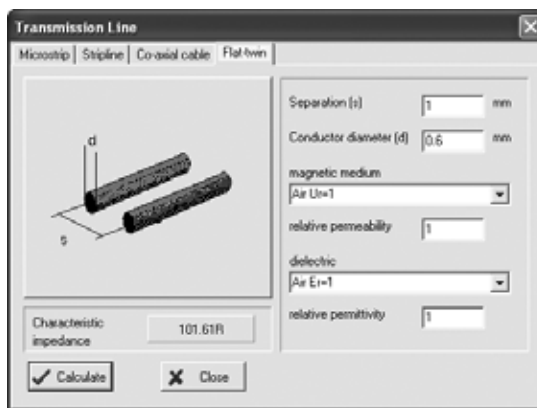 Transmission Line
Microstrip Stripline Co-axial cable Flat-twin
d
s
Characteristic
impedance
101.61R
Calculate
Close
Separation (s) 1 mm
Conductor diameter (d) 0.6 mm
magnetic medium
Air Ur=1
relative permeability 1
dielectric
Air Er=1
relative permittivity 1